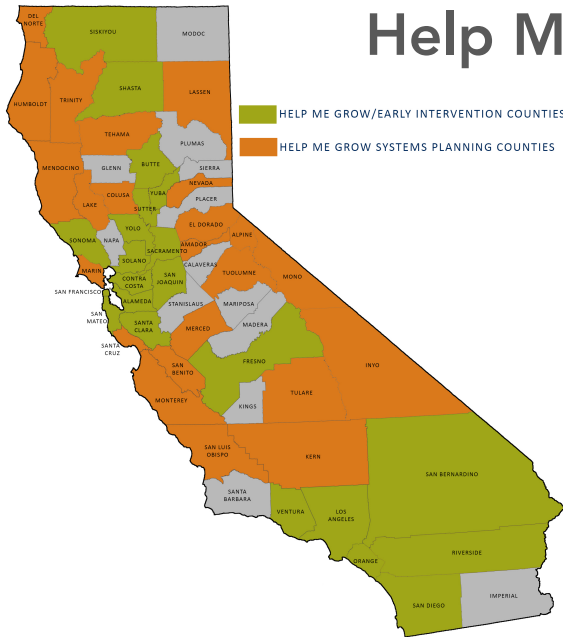 Help M
HELP ME GROW/EARLY INTERVENTION COUNTIES
HELP ME GROW SYSTEMS PLANNING COUNTIES
DEL
NORTE
SISKIYOU
MODOC
HUMBOLDT
TRINITY
SHASTA
LASSEN
TEHAMA
PLUMAS
MENDOCINO
GLENN
BUTTE
SIERRA
NEVADA
LAKE
COLUSA
YUBA
SUTTER
PLACER
YOLO
EL DORADO
ALPINE
SONOMA
NAPA
SACRAMENTO
AMADOR
SOLANO
CALAVERAS
MARIN
CONTRA
COSTA
SAN
JOAQUIN
TUOLUMNE
MONO
SAN FRANCISCO
ALAMEDA
STANISLAUS
MARIPOSA
SAN
MATEO
SANTA
CLARA
MERCED
MADERA
SANTA
CRUZ
SAN
BENITO
FRESNO
INYO
MONTEREY
KINGS
TULARE
SAN LUIS
OBISPO
KERN
SAN BERNARDINO
SANTA
BARBARA
VENTURA
LOS
ANGELES
ORANGE
RIVERSIDE
SAN DIEGO
IMPERIAL